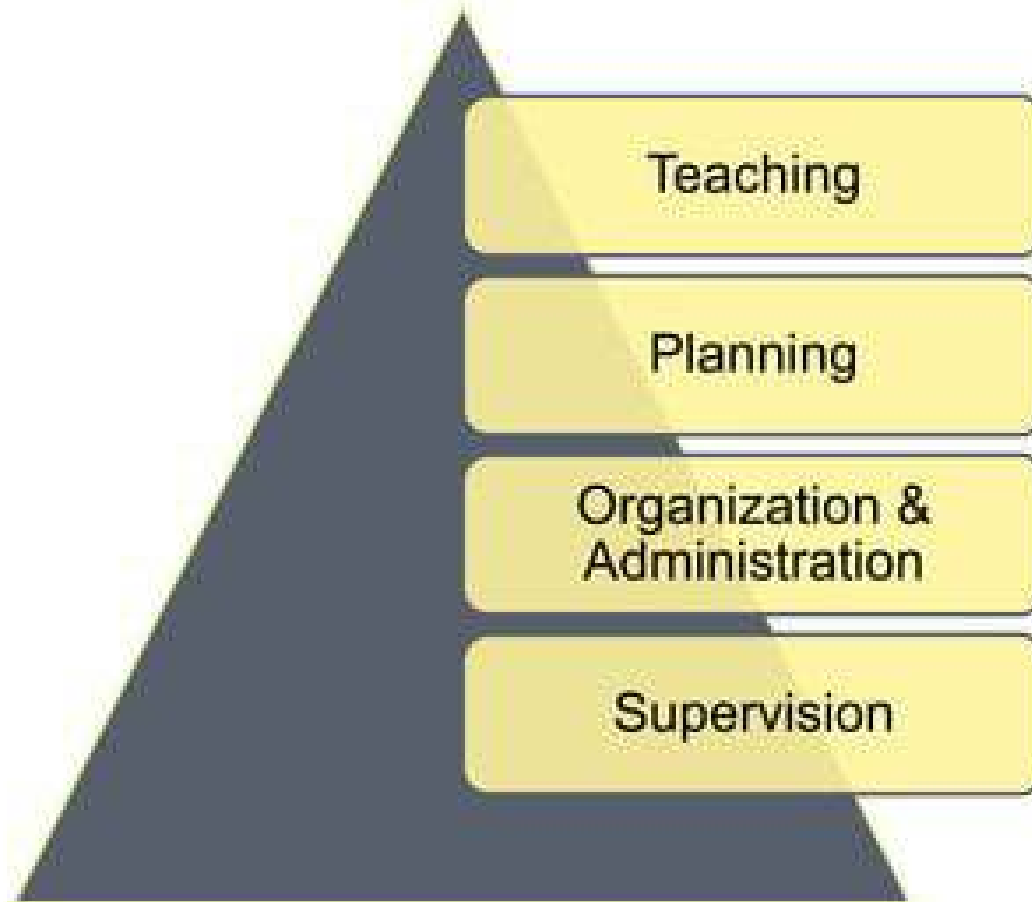 Teaching
Planning
Organization &
Administration
Supervision